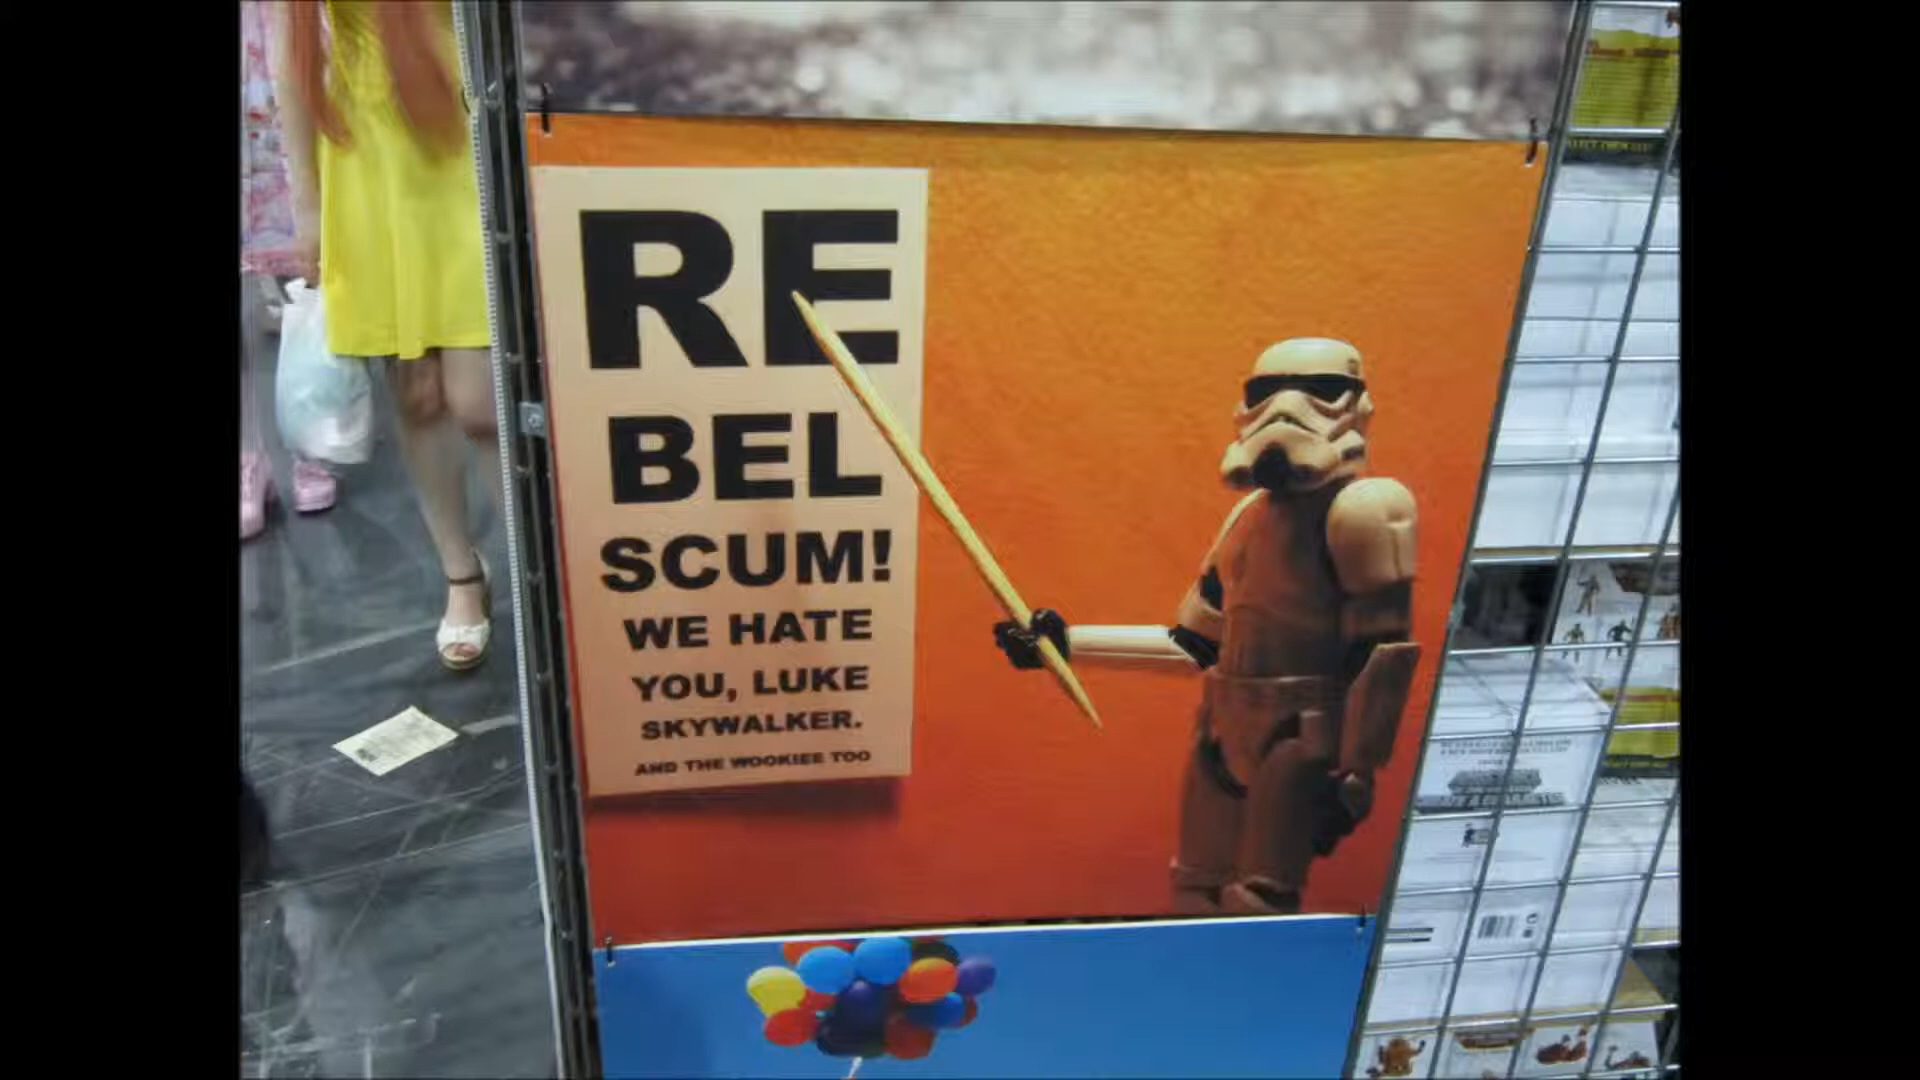 RE
BEL
SCUM!
WE HATE
YOU, LUKE
SKYWALKER.
AND THE WOOKIEE TOO